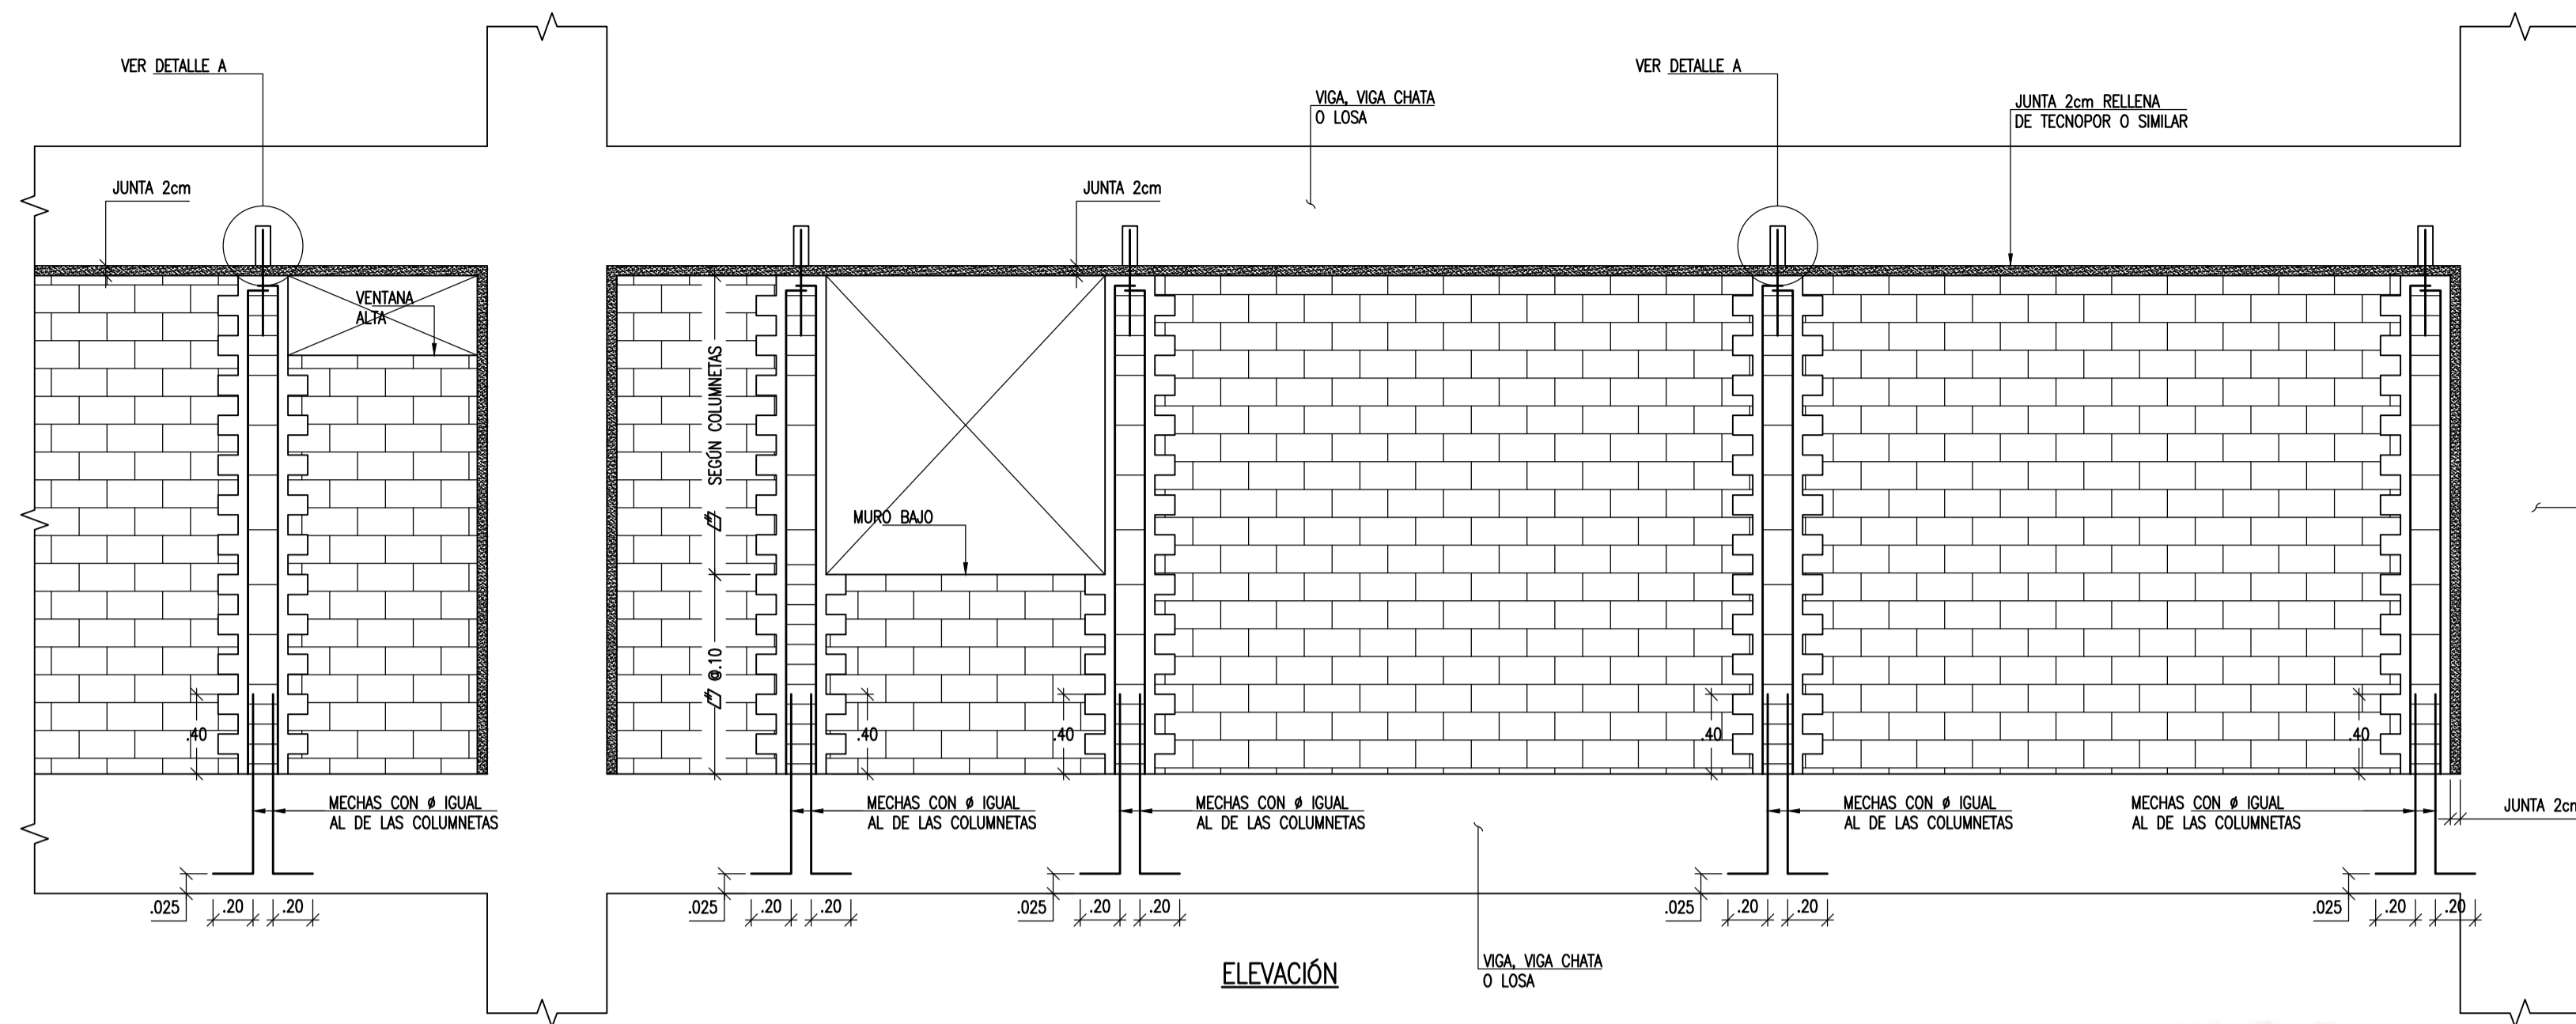 VER DETALLE A
VER DETALLE A
VIGA, VIGA CHATA
O LOSA
JUNTA 2cm RELLENA
DE TECNOPOR O SIMILAR
JUNTA 2cm
JUNTA 2cm
VENTANA
ALTA
SEGÚN COLUMNETAS
MURO BAJO
@.10
.40
.40
.40
.40
.40
MECHAS CON ø IGUAL
AL DE LAS COLUMNETAS
MECHAS CON ø IGUAL
AL DE LAS COLUMNETAS
MECHAS CON ø IGUAL
AL DE LAS COLUMNETAS
MECHAS CON ø IGUAL
AL DE LAS COLUMNETAS
MECHAS CON ø IGUAL
AL DE LAS COLUMNETAS
JUNTA 2cm
.025
.20
.20
.025
.20
.20
.025
.20
.20
.025
.20
.20
.025
.20
.20
ELEVACIÓN
VIGA, VIGA CHATA
O LOSA